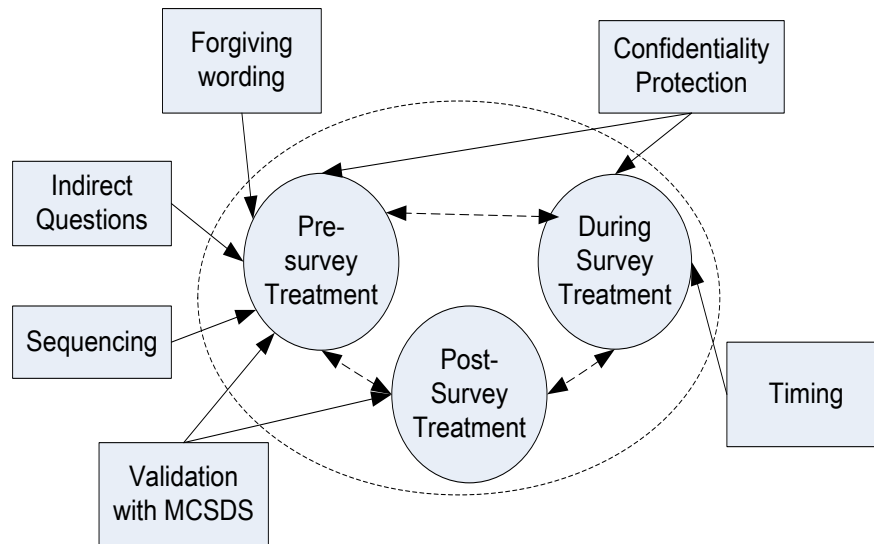 Forgiving
wording
Confidentiality
Protection
Indirect
Questions
Pre-
survey
Treatment
During
Survey
Treatment
Sequencing
Post-
Survey
Treatment
Timing
Validation
with MCSDS